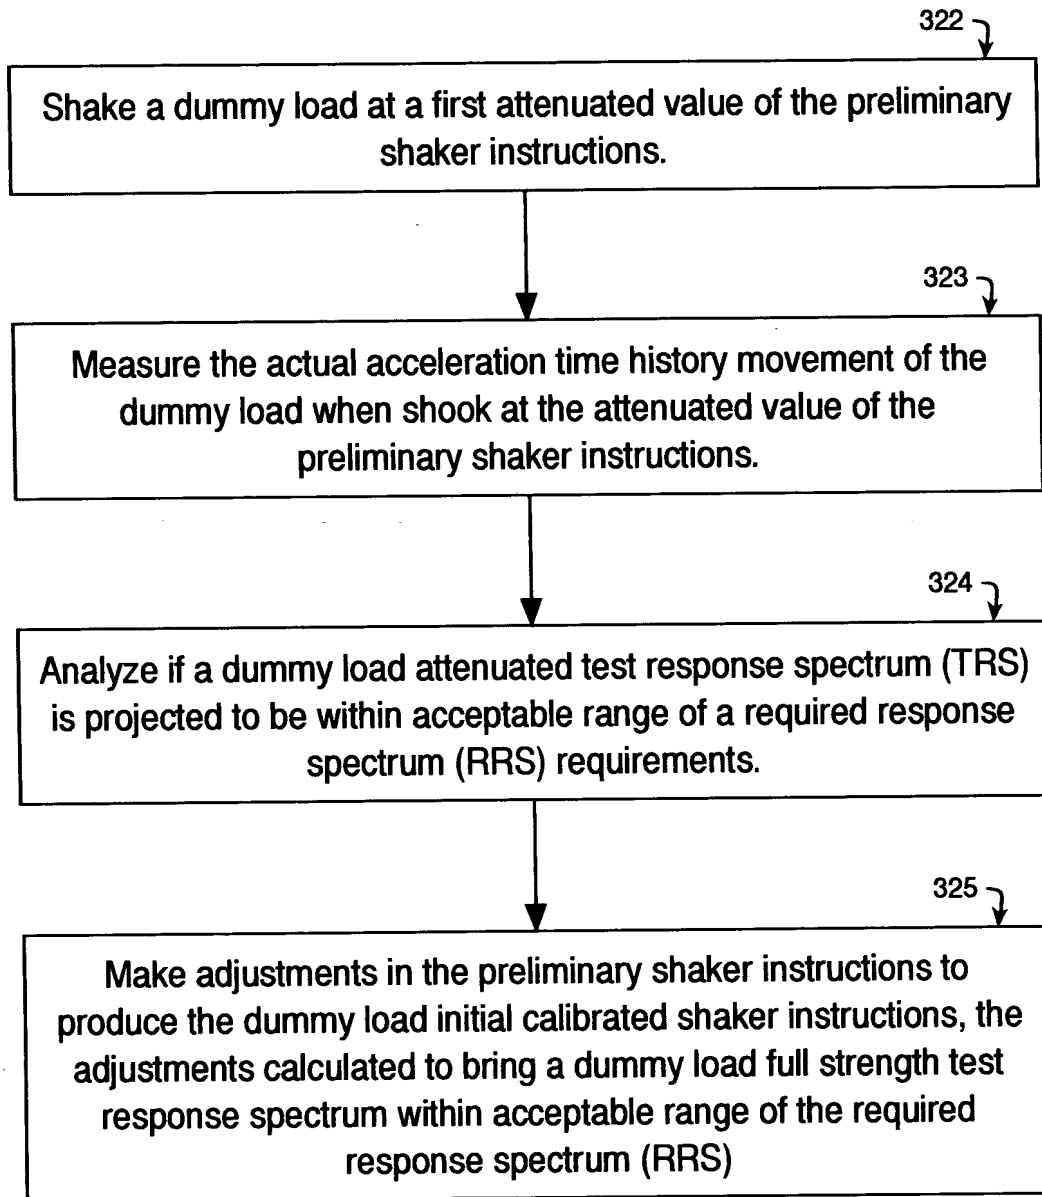 322
Shake a dummy load at a first attenuated value of the preliminary
shaker instructions.
323
Measure the actual acceleration time history movement of the
dummy load when shook at the attenuated value of the
preliminary shaker instructions.
324
Analyze if a dummy load attenuated test response spectrum (TRS)
is projected to be within acceptable range of a required response
spectrum (RRS) requirements.
325
Make adjustments in the preliminary shaker instructions to
produce the dummy load initial calibrated shaker instructions, the
adjustments calculated to bring a dummy load full strength test
response spectrum within acceptable range of the required
response spectrum (RRS)